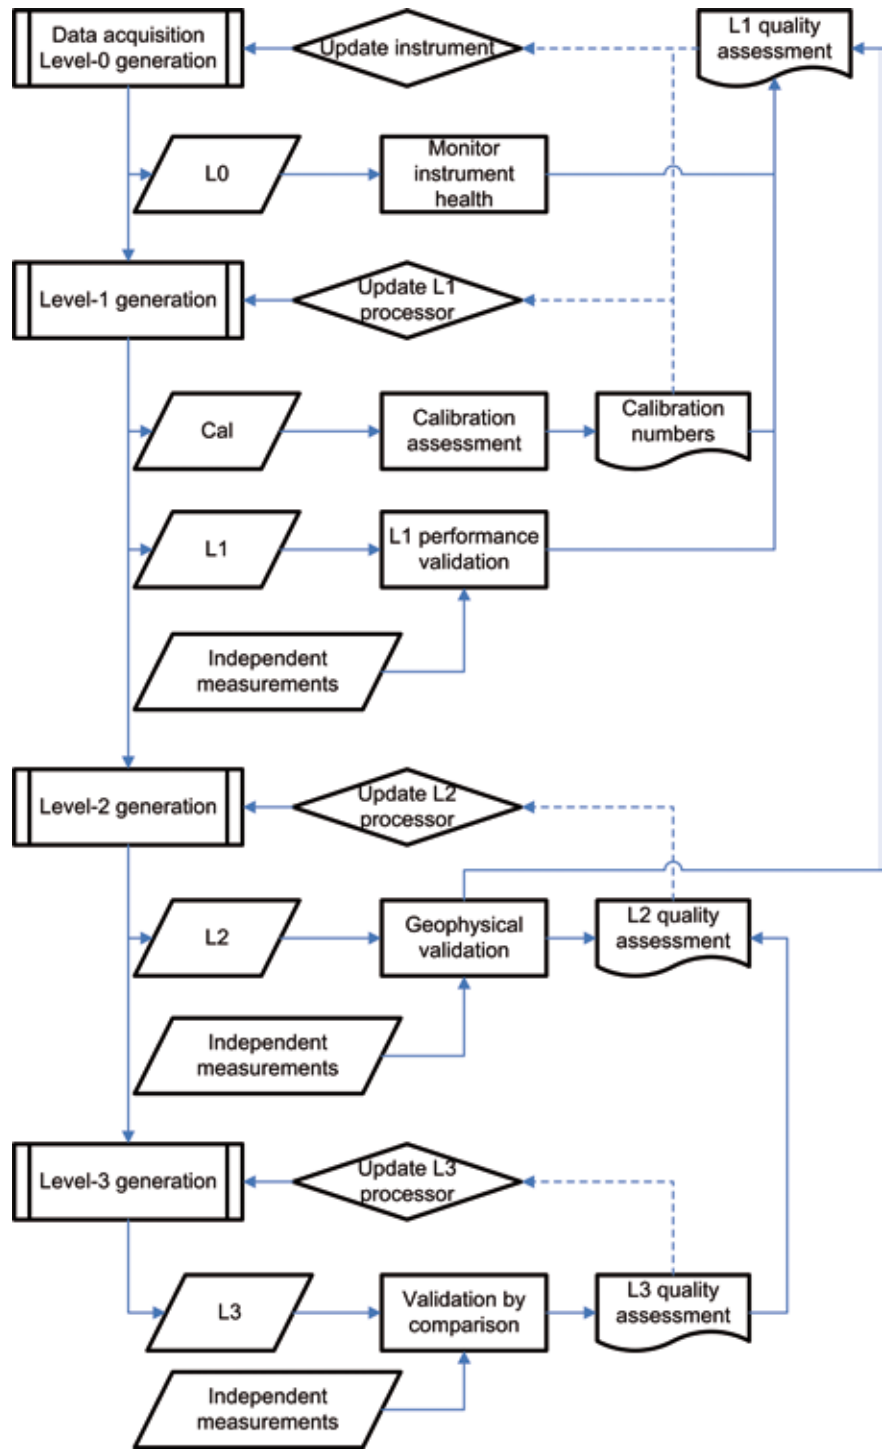 Data acquisition
Level-0 generation
Update instrument
L1 quality
assessment
L0
Monitor
instrument
health
Level-1 generation
Update L1
processor
Cal
Calibration
assessment
Calibration
numbers
L1
L1 performance
validation
Independent
measurements
Level-2 generation
Update L2
processor
L2
Geophysical
validation
L2 quality
assessment
Independent
measurements
Level-3 generation
Update L3
processor
L3
Validation by
comparison
L3 quality
assessment
Independent
measurements